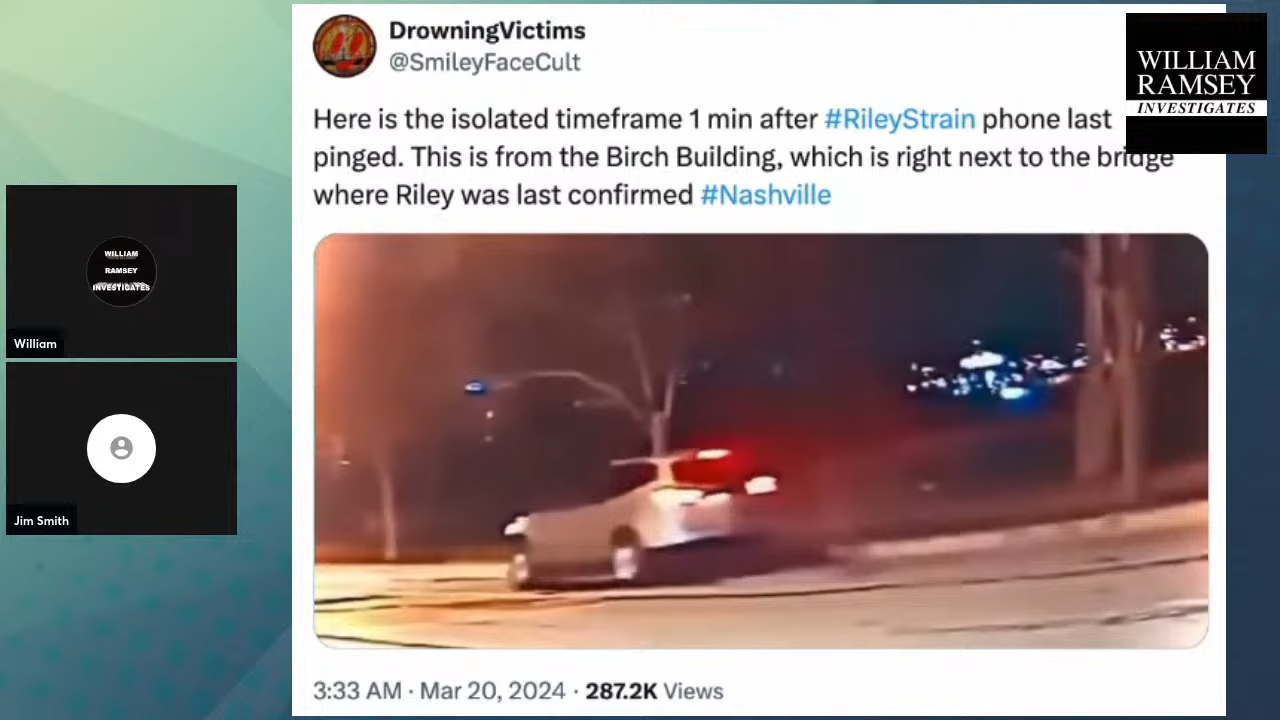 DrowningVictims
@SmileyFaceCult
Here is the isolated timeframe 1 min after #RileyStrain phone last
pinged. This is from the Birch Building, which is right next to the bridge
where Riley was last confirmed #Nashville
3:33 AM · Mar 20, 2024 · 287.2K Views
WILLIAM
RAMSEY
INVESTIGATES
WILLIAM
RAMSEY
INVESTIGATES
William
Jim Smith